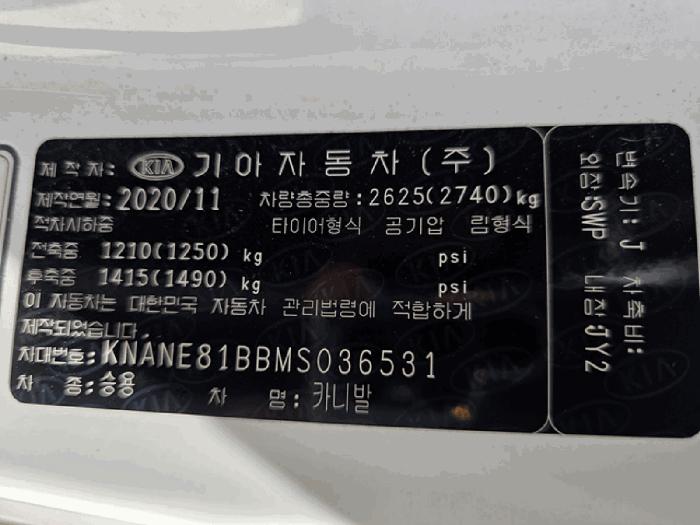 제 작 자: KIA 기아자동차(주)
제작연월: 2020/11 차량총중량: 2625(2740)kg
적차시하중 타이어형식 공기압 림형식
전축중 1210(1250) kg psi
후축중 1415(1490) kg psi
이 자동차는 대한민국 자동차 관리법령에 적합하게
제작되었습니다.
차대번호: KNANE81BBMS036531
차 종: 승용 차 명: 카니발
변속기: J 차축비:
외장: SWP 내장: JY2